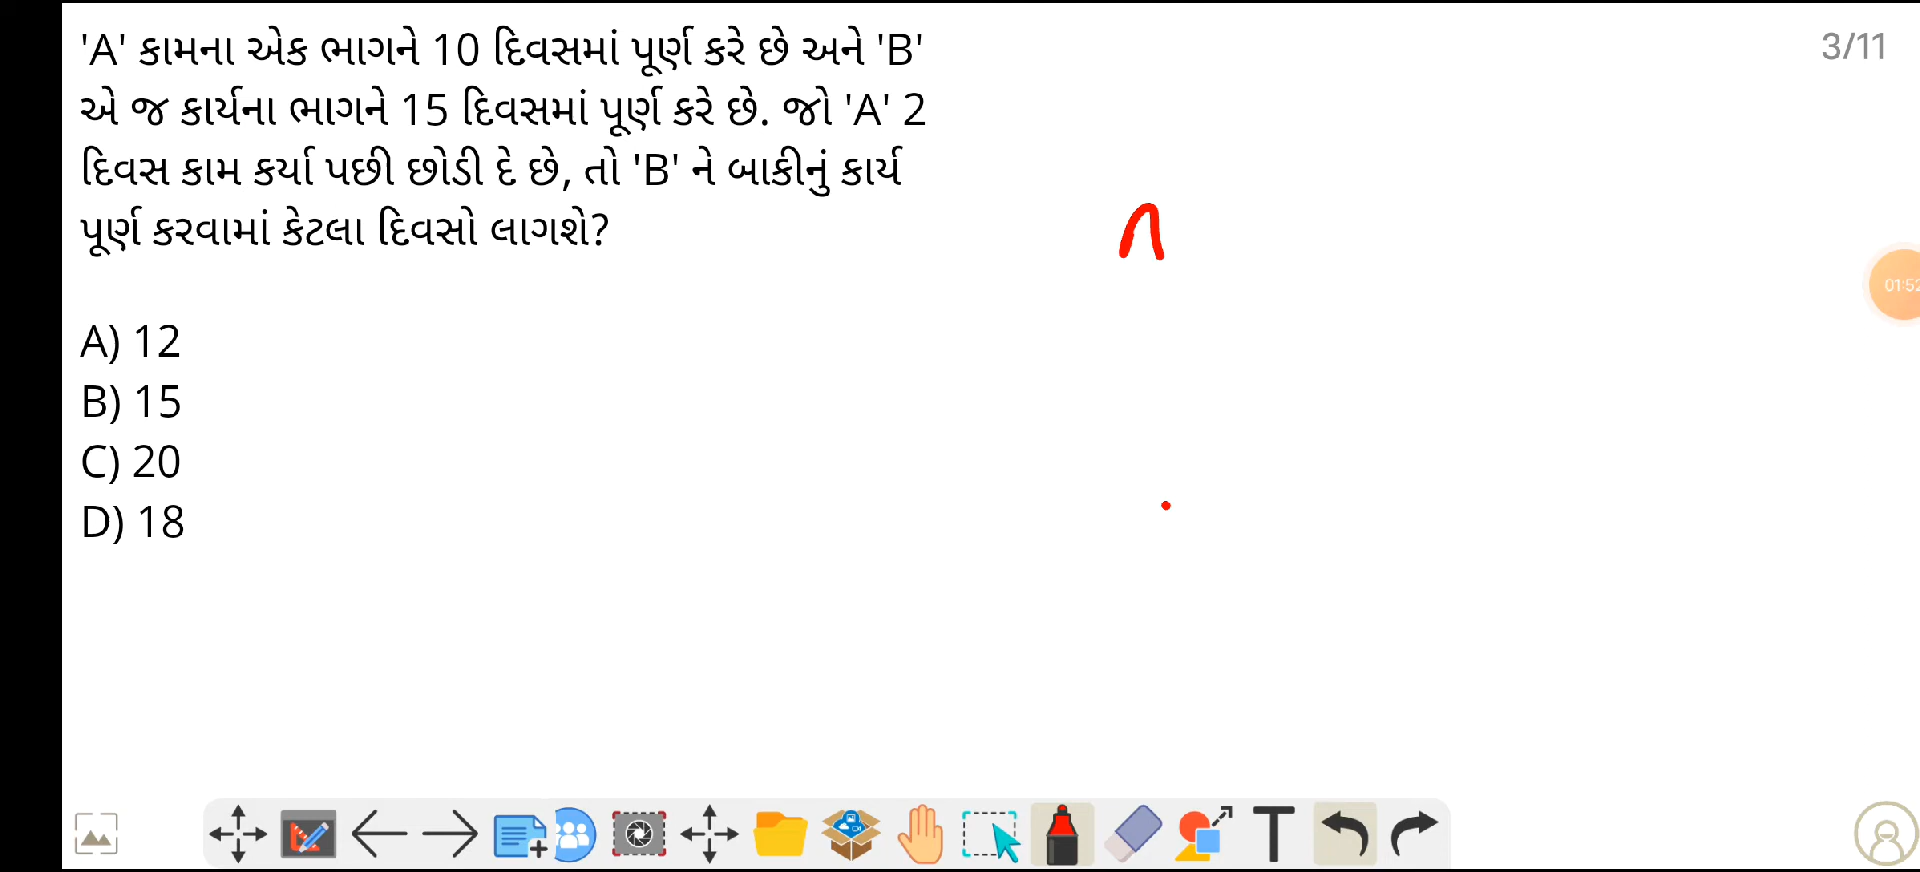 'A' કામના એક ભાગને 10 દિવસમાં પૂર્ણ કરે છે અને 'B'
એ જ કાર્યના ભાગને 15 દિવસમાં પૂર્ણ કરે છે. જો 'A' 2
દિવસ કામ કર્યા પછી છોડી દે છે, તો 'B' ને બાકીનું કાર્ય
પૂર્ણ કરવામાં કેટલા દિવસો લાગશે?
A) 12
B) 15
C) 20
D) 18
3/11